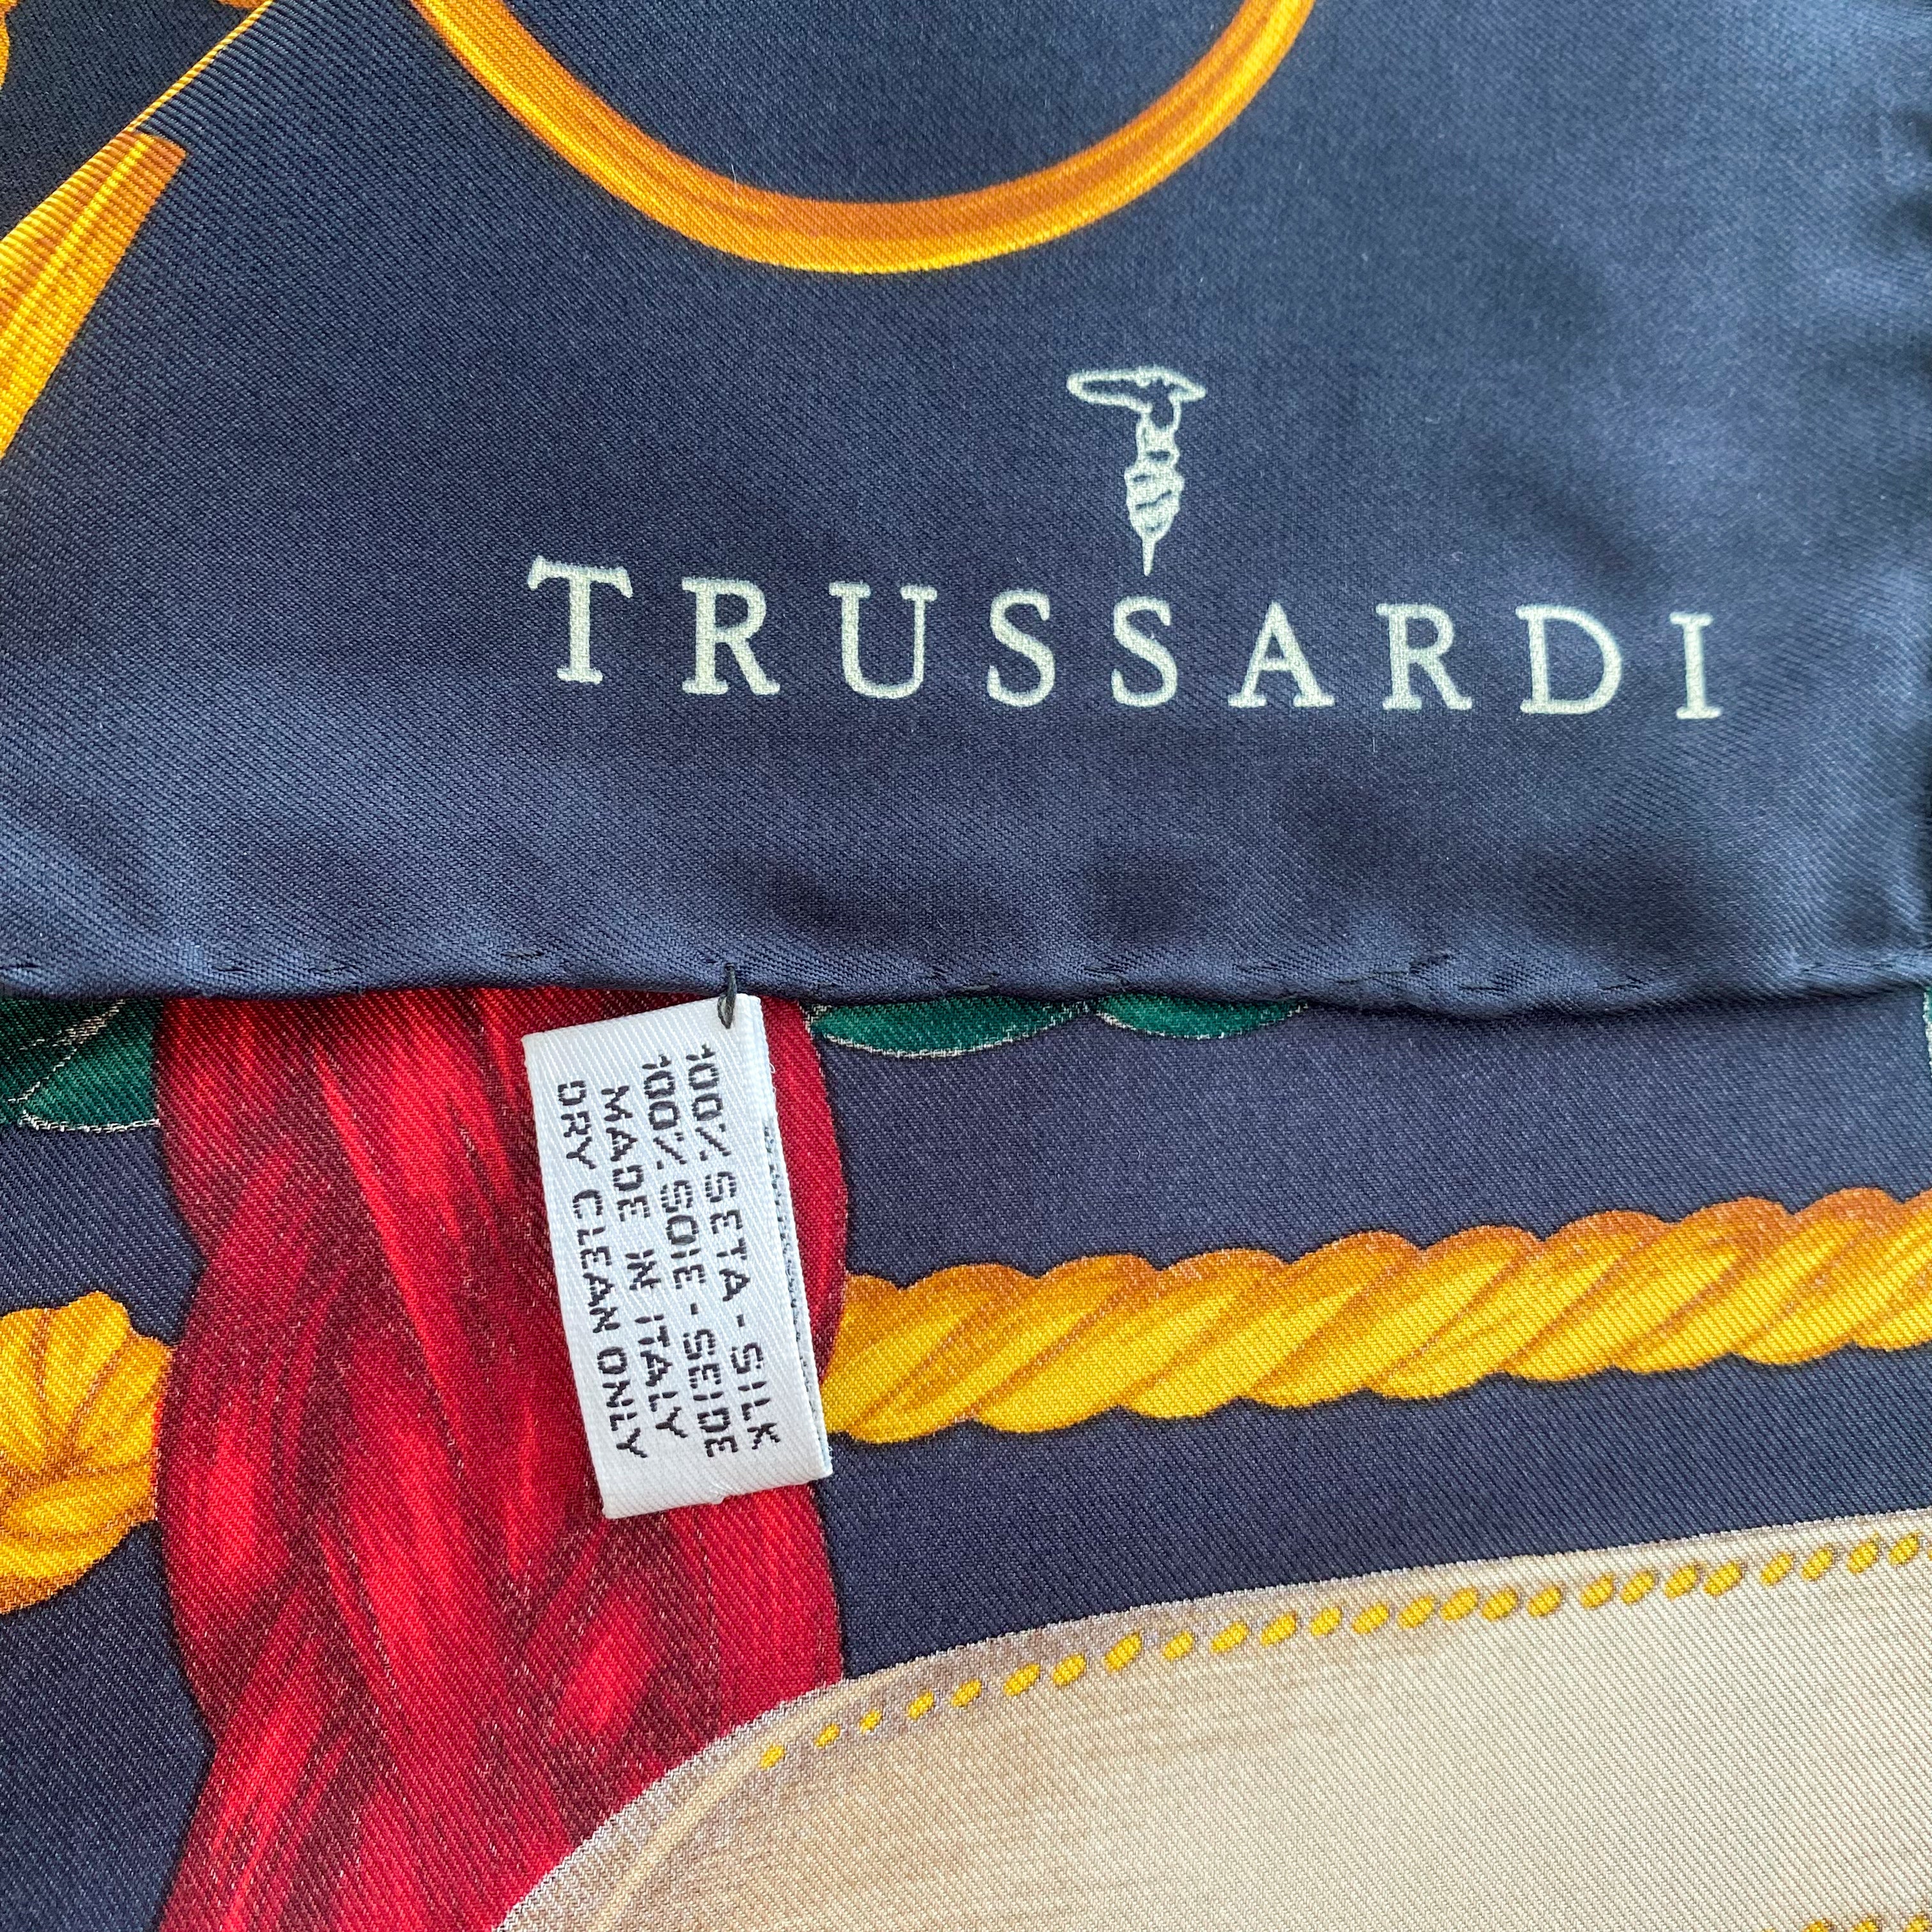 TRUSSARDI
100% SETA - SILK
100% SOIE - SEIDE
MADE IN ITALY
DRY CLEAN ONLY